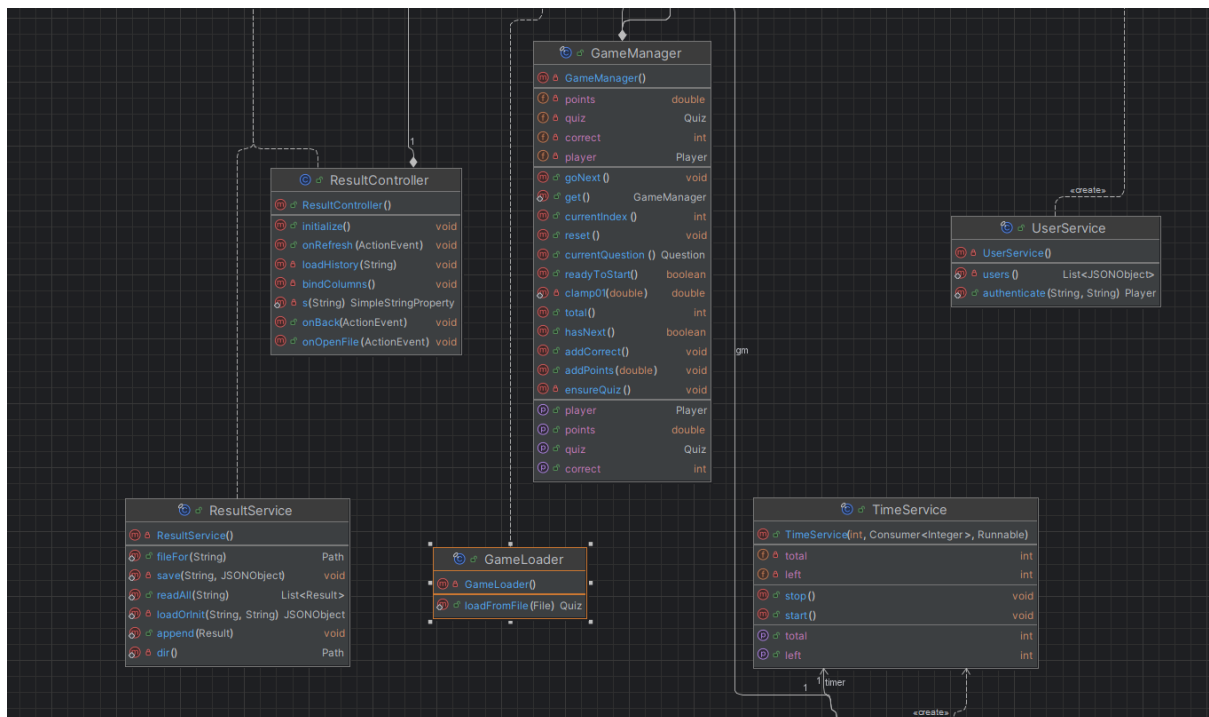 GameManager
GameManager()
points double
quiz Quiz
correct int
player Player
goNext() void
get() GameManager
currentIndex () int
reset () void
currentQuestion () Question
readyToStart() boolean
clamp01(double) double
total() int
hasNext() boolean
addCorrect() void
addPoints(double) void
ensureQuiz () void
player Player
points double
quiz Quiz
correct int
1
ResultController
ResultController()
initialize() void
onRefresh (ActionEvent) void
loadHistory(String) void
bindColumns() void
s(String) SimpleStringProperty
onBack(ActionEvent) void
onOpenFile (ActionEvent) void
«create»
UserService
UserService()
users () List<JSONObject>
authenticate(String, String) Player
gm
ResultService
ResultService()
fileFor(String) Path
save(String, JSONObject) void
readAll(String) List<Result>
loadOrInit(String, String) JSONObject
append(Result) void
dir() Path
GameLoader
GameLoader()
loadFromFile(File) Quiz
TimeService
TimeService(int, Consumer<Integer>, Runnable)
total int
left int
stop() void
start() void
total int
left int
1
1 timer
«create»